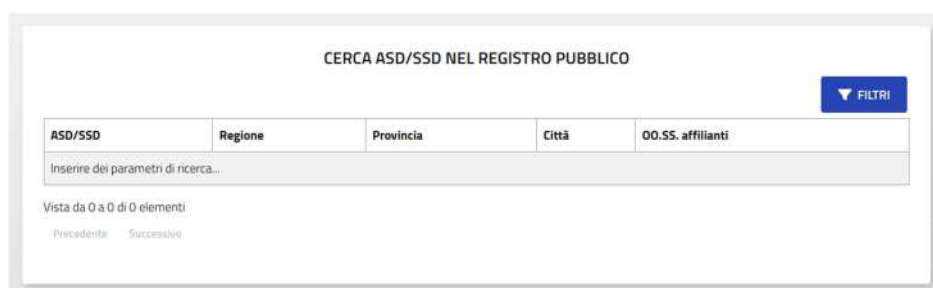 CERCA ASD/SSD NEL REGISTRO PUBBLICO
FILTRI
ASD/SSD Regione Provincia Città OO.SS. affilianti
Inserire dei parametri di ricerca...
Vista da 0 a 0 di 0 elementi
Precedente Successivo